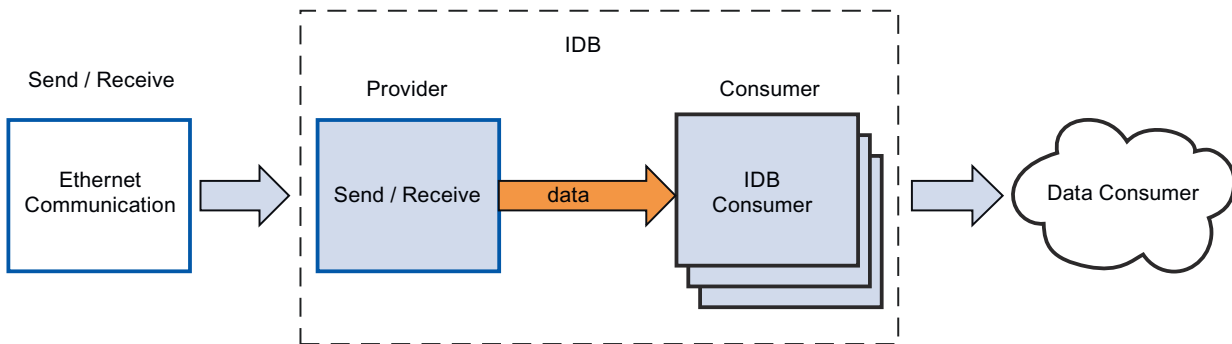 IDB
Send / Receive
Provider
Consumer
Ethernet
Communication
Send / Receive
data
IDB
Consumer
Data Consumer